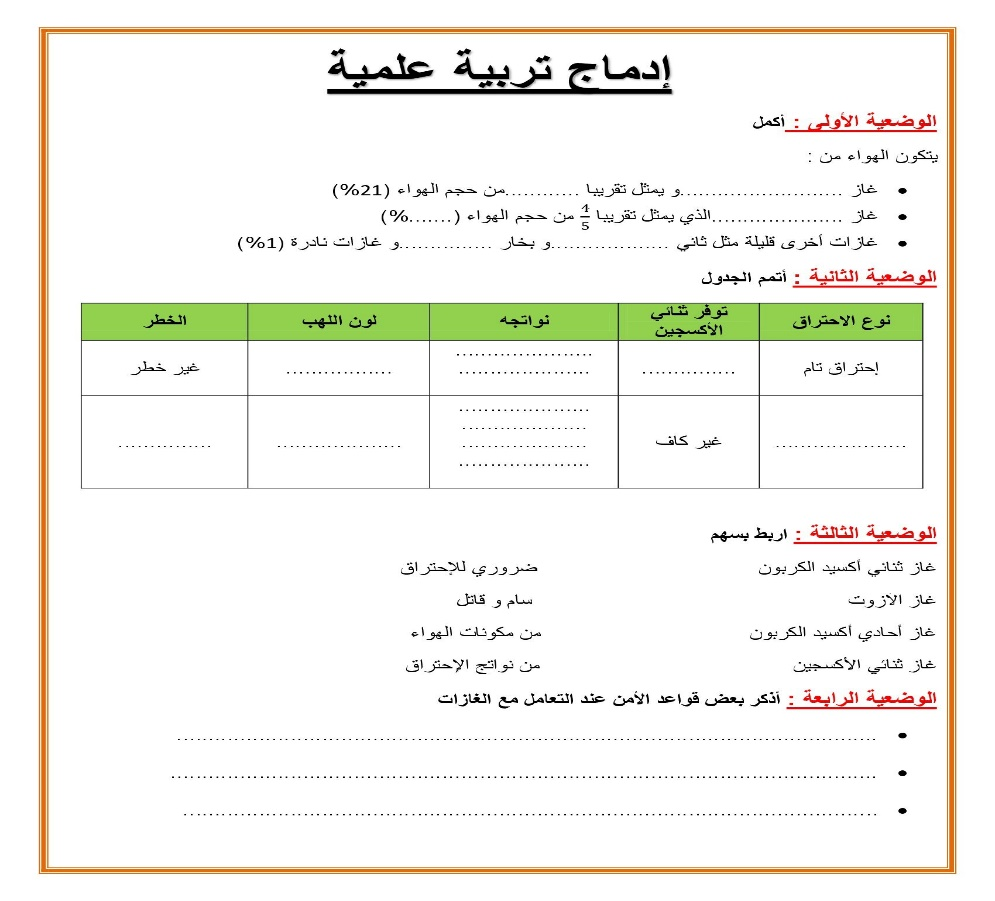 إدماج تربية علمية
الوضعية الأولى : أكمل
يتكون الهواء من :
• غاز .........................و يمثل تقريبا ............من حجم الهواء (21%)
• غاز ....................الذي يمثل تقريبا 4/5 من حجم الهواء (.......%)
• غازات أخرى قليلة مثل ثاني ..................و بخار ..............و غازات نادرة (1%)
الوضعية الثانية : أتمم الجدول
نوع الاحتراق توفر ثنائي الأكسجين نواتجه لون اللهب الخطر
إحتراق تام ............... ...................... ..................... ................. غير خطر
..................... غير كاف ..................... .................... .................... ..................... .................... ...............
الوضعية الثالثة : اربط بسهم
غاز ثنائي أكسيد الكربون ضروري للإحتراق
غاز الازوت سام و قاتل
غاز أحادي أكسيد الكربون من مكونات الهواء
غاز ثنائي الأكسجين من نواتج الإحتراق
الوضعية الرابعة : أذكر بعض قواعد الأمن عند التعامل مع الغازات
• ..........................................................................................
• ..........................................................................................
• ..........................................................................................